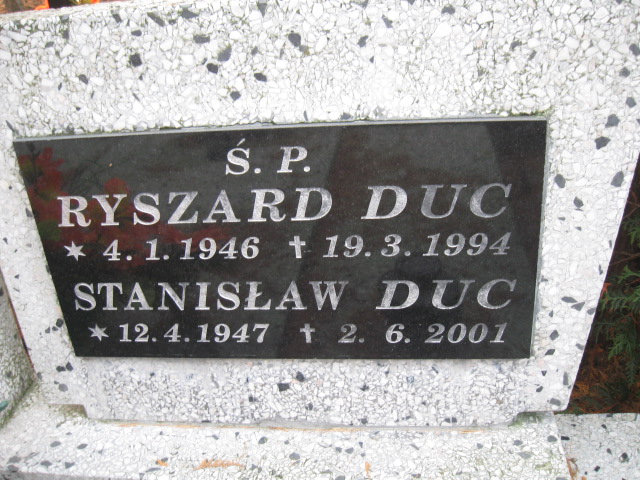 Ś. P.
RYSZARD DUC
* 4.1.1946 † 19.3.1994
STANISŁAW DUC
* 12.4.1947 † 2.6.2001